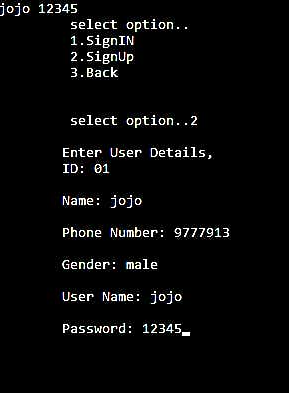 jojo 12345
select option..
1.SignIN
2.SignUp
3.Back
select option..2
Enter User Details,
ID: 01
Name: jojo
Phone Number: 9777913
Gender: male
User Name: jojo
Password: 12345